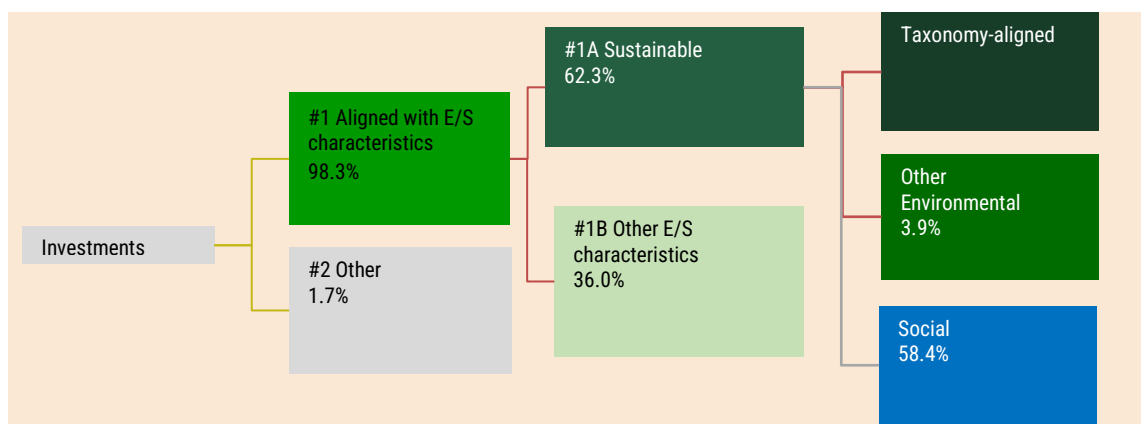 Investments
#1 Aligned with E/S
characteristics
98.3%
#2 Other
1.7%
#1A Sustainable
62.3%
#1B Other E/S
characteristics
36.0%
Taxonomy-aligned
Other
Environmental
3.9%
Social
58.4%